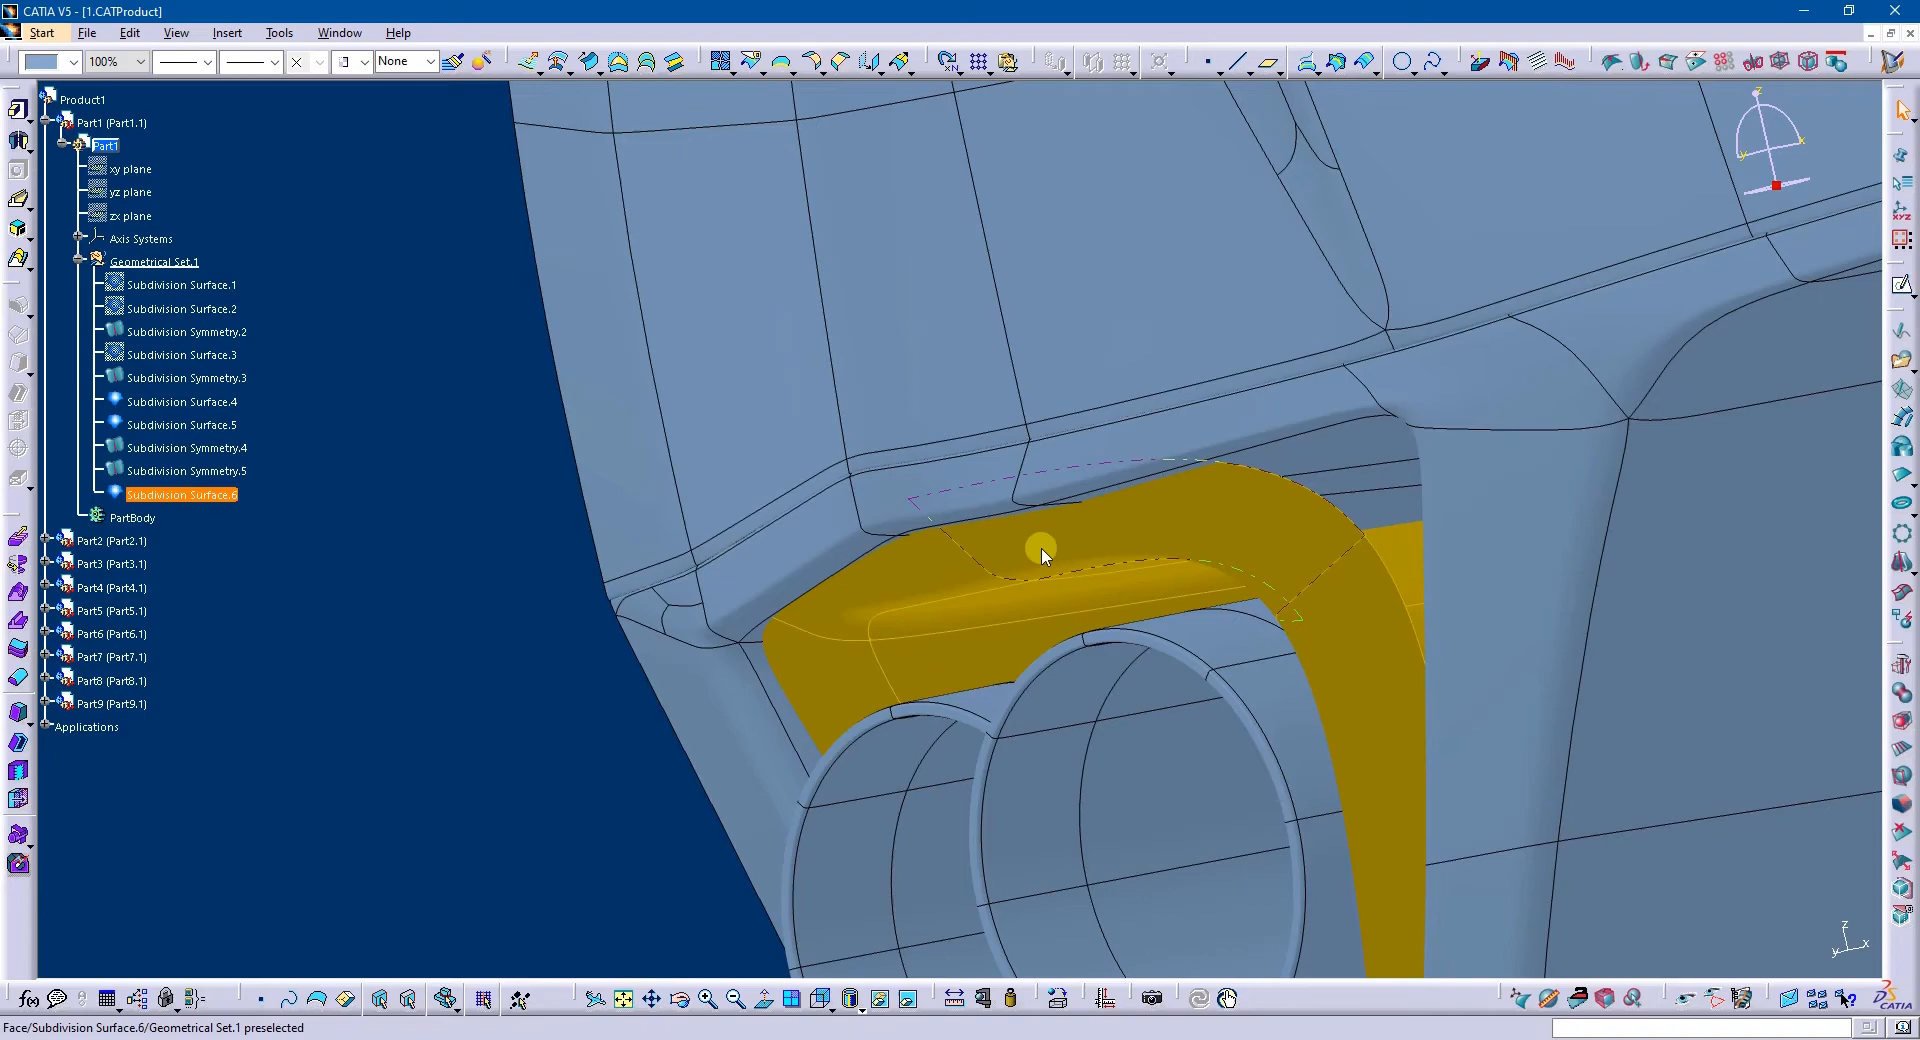 CATIA V5 - [1.CATProduct]
Start File Edit View Insert Tools Window Help
100% None
Product1
Part1 (Part1.1)
Part1
xy plane
yz plane
zx plane
Axis Systems
Geometrical Set.1
Subdivision Surface.1
Subdivision Surface.2
Subdivision Symmetry.2
Subdivision Surface.3
Subdivision Symmetry.3
Subdivision Surface.4
Subdivision Surface.5
Subdivision Symmetry.4
Subdivision Symmetry.5
Subdivision Surface.6
PartBody
Part2 (Part2.1)
Part3 (Part3.1)
Part4 (Part4.1)
Part5 (Part5.1)
Part6 (Part6.1)
Part7 (Part7.1)
Part8 (Part8.1)
Part9 (Part9.1)
Applications
z
y x
z
y x
f(x)
CATIA
Face/Subdivision Surface.6/Geometrical Set.1 preselected